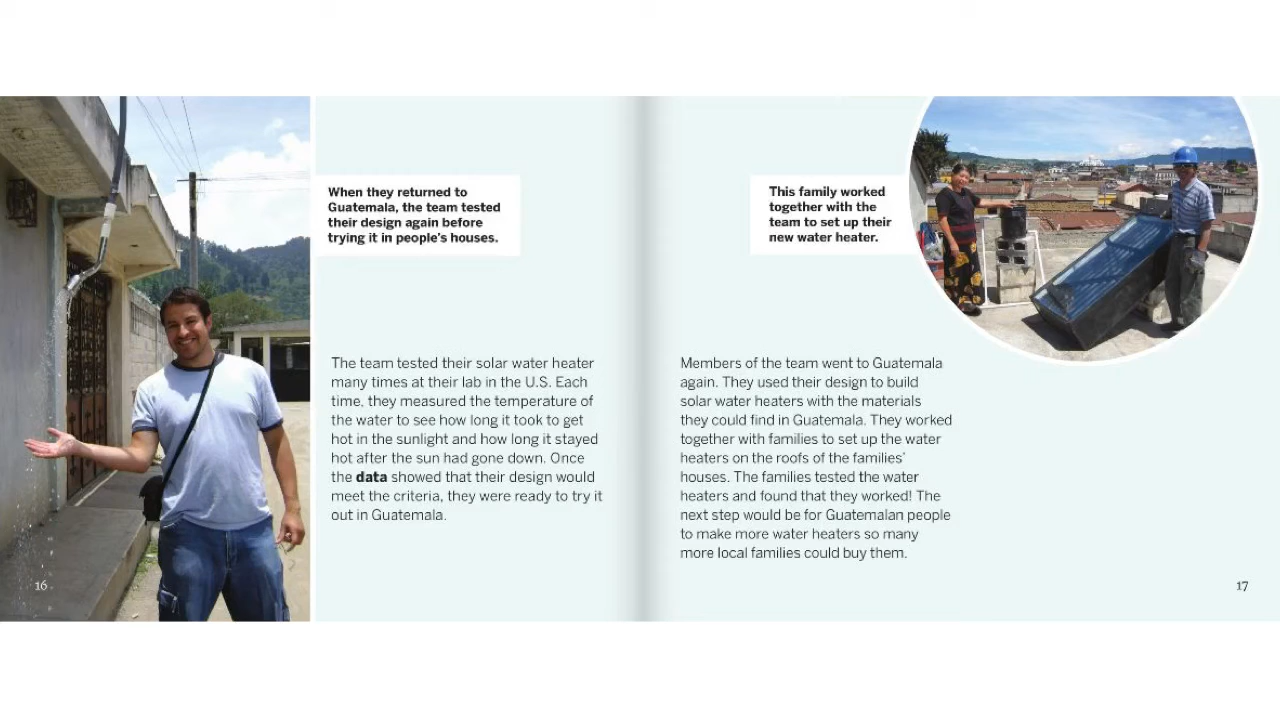 When they returned to
Guatemala, the team tested
their design again before
trying it in people's houses.
The team tested their solar water heater
many times at their lab in the U.S. Each
time, they measured the temperature of
the water to see how long it took to get
hot in the sunlight and how long it stayed
hot after the sun had gone down. Once
the data showed that their design would
meet the criteria, they were ready to try it
out in Guatemala.
16
This family worked
together with the
team to set up their
new water heater.
Members of the team went to Guatemala
again. They used their design to build
solar water heaters with the materials
they could find in Guatemala. They worked
together with families to set up the water
heaters on the roofs of the families'
houses. The families tested the water
heaters and found that they worked! The
next step would be for Guatemalan people
to make more water heaters so many
more local families could buy them.
17